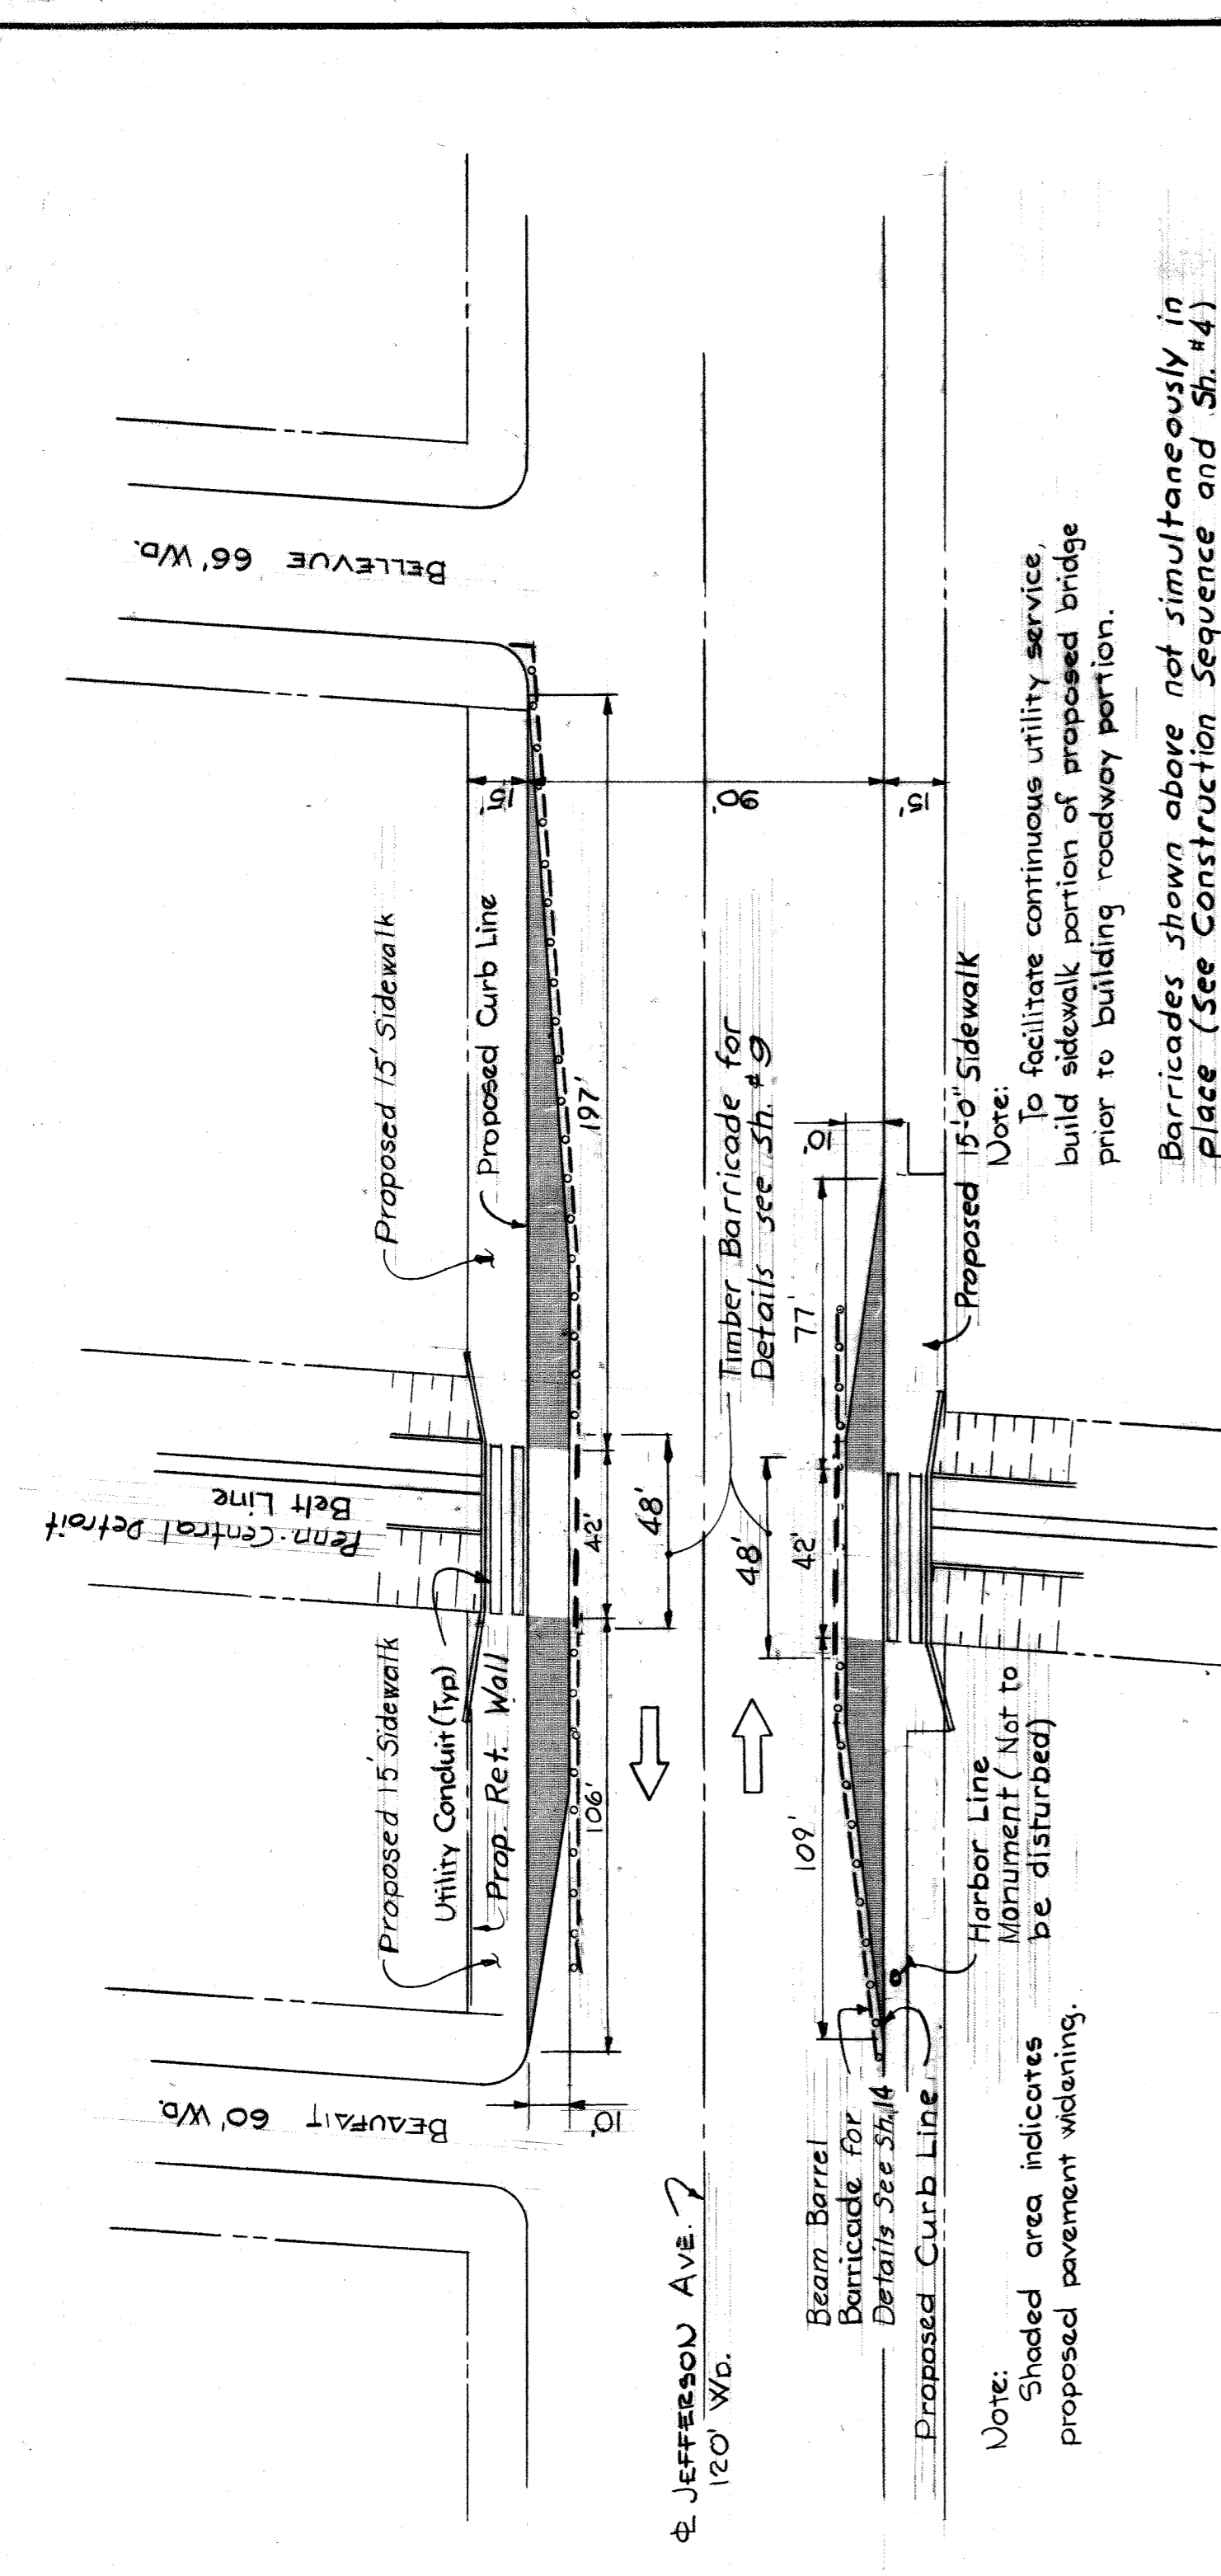 BEAUFAIT 60' WD.
BELLEVUE 66' WD.
Penn-Central Detroit
Belt Line
Proposed 15' Sidewalk
Utility Conduit (Typ)
Prop. Ret. Wall
Proposed 15' Sidewalk
Proposed Curb Line
15'
10'
106'
42'
197'
48'
90'
℄ JEFFERSON AVE.
120' WD.
Timber Barricade for
Details see sh. #9
48'
109'
42'
77'
10'
15'
Beam Barrel
Barricade for
Details See Sh. 14
Proposed Curb Line
Harbor Line
Monument (Not to
be disturbed)
Proposed 15'-0" Sidewalk
Note:
Shaded area indicates
proposed pavement widening.
Note:
To facilitate continuous utility service,
build sidewalk portion of proposed bridge
prior to building roadway portion.
Barricades shown above not simultaneously in
place (See Construction Sequence and Sh. #4)